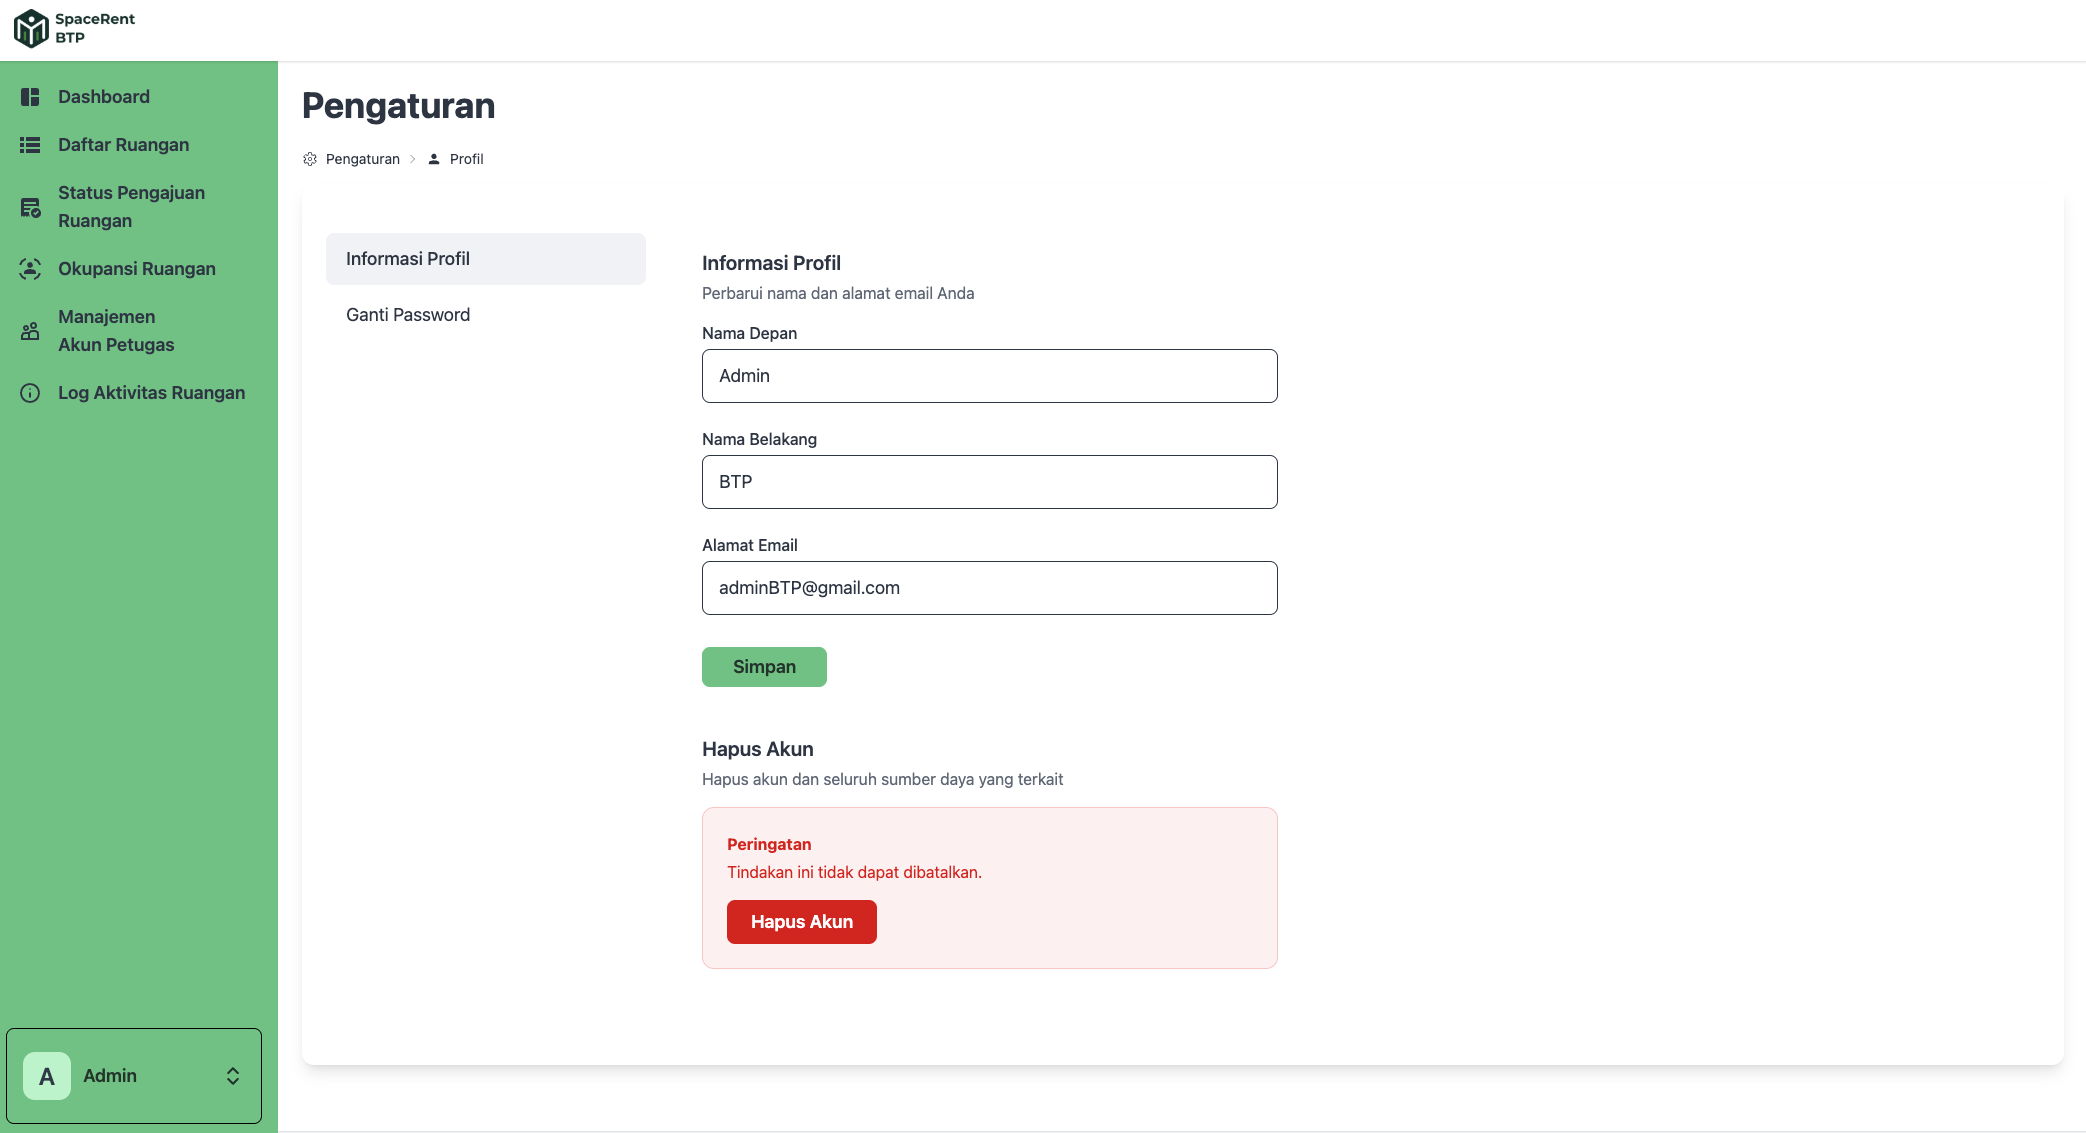 SpaceRent
BTP
Dashboard
Daftar Ruangan
Status Pengajuan
Ruangan
Okupansi Ruangan
Manajemen
Akun Petugas
Log Aktivitas Ruangan
A
Admin
Pengaturan
Pengaturan
Profil
Informasi Profil
Ganti Password
Informasi Profil
Perbarui nama dan alamat email Anda
Nama Depan
Admin
Nama Belakang
BTP
Alamat Email
adminBTP@gmail.com
Simpan
Hapus Akun
Hapus akun dan seluruh sumber daya yang terkait
Peringatan
Tindakan ini tidak dapat dibatalkan.
Hapus Akun